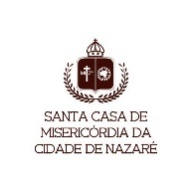 SANTA CASA DE
MISERICÓRDIA DA
CIDADE DE NAZARÉ